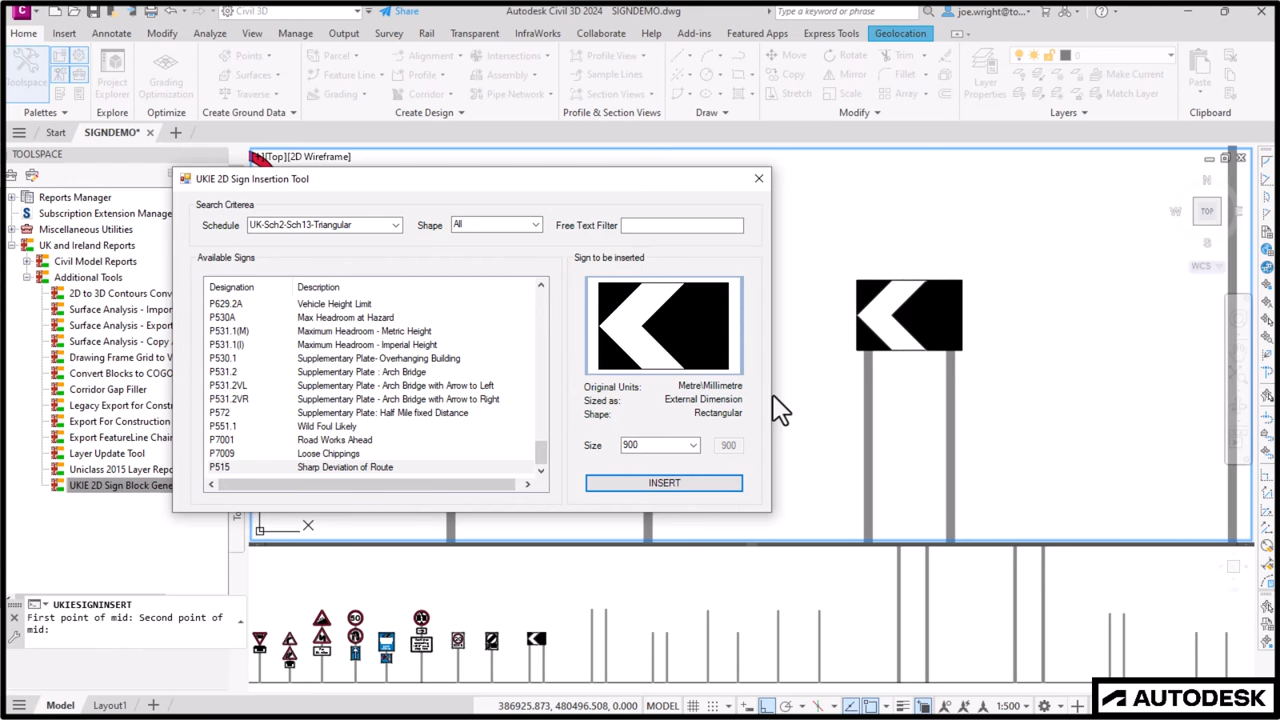 C Civil 3D Share Autodesk Civil 3D 2024 SIGNDEMO.dwg Type a keyword or phrase joe.wright@to...
Home Insert Annotate Modify Analyze View Manage Output Survey Rail Transparent InfraWorks Collaborate Help Add-ins Featured Apps Express Tools Geolocation
Toolspace
Project Explorer
Grading Optimization
Points Parcel Alignment Intersections Profile View Move Rotate Trim 0
Surfaces Feature Line Profile Assembly Sample Lines Copy Mirror Fillet Make Current
Traverse Grading Corridor Pipe Network Section Views Stretch Scale Array Match Layer
Layer Properties
Paste
Palettes Explore Optimization Create Ground Data Create Design Profile & Section Views Draw Modify Layers Clipboard
Start SIGNDEMO*
TOOLSPACE
[+][Top][2D Wireframe]
Reports Manager
Subscription Extension Manage
Miscellaneous Utilities
UK and Ireland Reports
Civil Model Reports
Additional Tools
2D to 3D Contours Conv
Surface Analysis - Impor
Surface Analysis - Expor
Surface Analysis - Copy A
Drawing Frame Grid to V
Convert Blocks to COGO
Corridor Gap Filler
Legacy Export for Constr
Export For Construction
Export FeatureLine Chair
Layer Update Tool
Uniclass 2015 Layer Repo
UKIE 2D Sign Block Gene
UKIE 2D Sign Insertion Tool
Search Criterea
Schedule UK-Sch2-Sch13-Triangular Shape All Free Text Filter
Available Signs
Designation Description
P629.2A Vehicle Height Limit
P530A Max Headroom at Hazard
P531.1(M) Maximum Headroom - Metric Height
P531.1(I) Maximum Headroom - Imperial Height
P530.1 Supplementary Plate- Overhanging Building
P531.2 Supplementary Plate : Arch Bridge
P531.2VL Supplementary Plate - Arch Bridge with Arrow to Left
P531.2VR Supplementary Plate - Arch Bridge with Arrow to Right
P572 Supplementary Plate: Half Mile fixed Distance
P551.1 Wild Foul Likely
P7001 Road Works Ahead
P7009 Loose Chippings
P515 Sharp Deviation of Route
Sign to be inserted
Original Units: Metre\Millimetre
Sized as: External Dimension
Shape: Rectangular
Size 900 900
INSERT
N
W TOP E
S
WCS
X
UKIESIGNINSERT
First point of mid: Second point of
mid:
50
Model Layout1 386925.873, 480496.508, 0.000 MODEL 1:500
AUTODESK